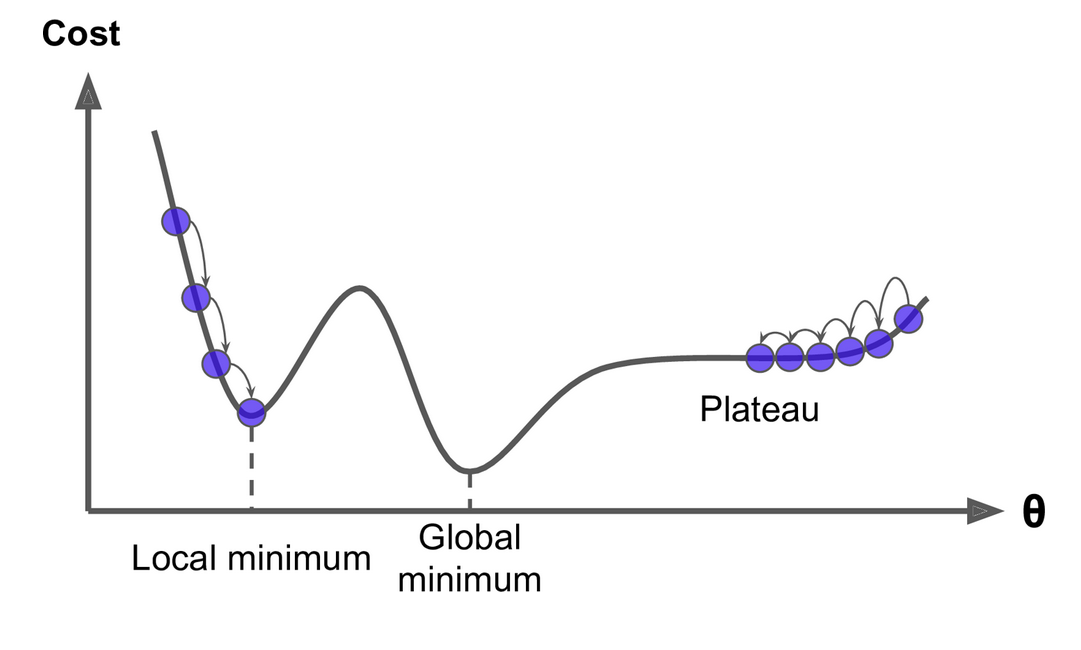 Cost
Plateau
θ
Local minimum
Global
minimum